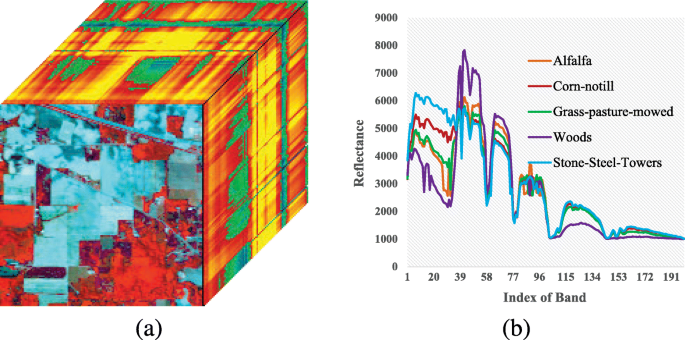 9000
8000
7000
6000
5000
4000
3000
2000
1000
0
Reflectance
Alfalfa
Corn-notill
Grass-pasture-mowed
Woods
Stone-Steel-Towers
1 20 39 58 77 96 115 134 153 172 191
Index of Band
(a) (b)